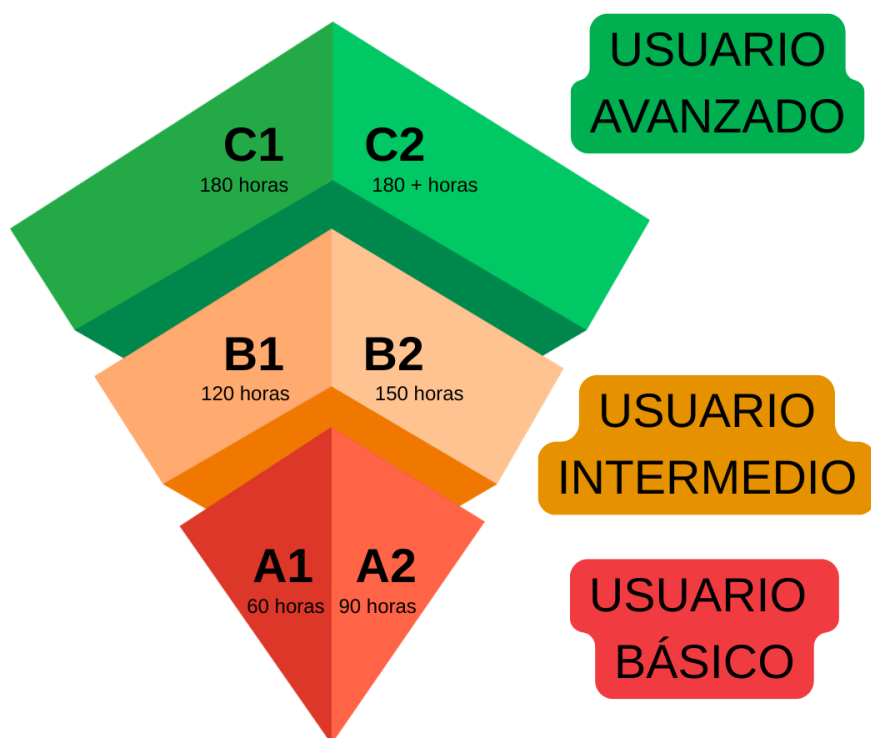 USUARIO
AVANZADO
C1 C2
180 horas 180 + horas
B1 B2
120 horas 150 horas
USUARIO
INTERMEDIO
A1 A2
60 horas 90 horas
USUARIO
BÁSICO